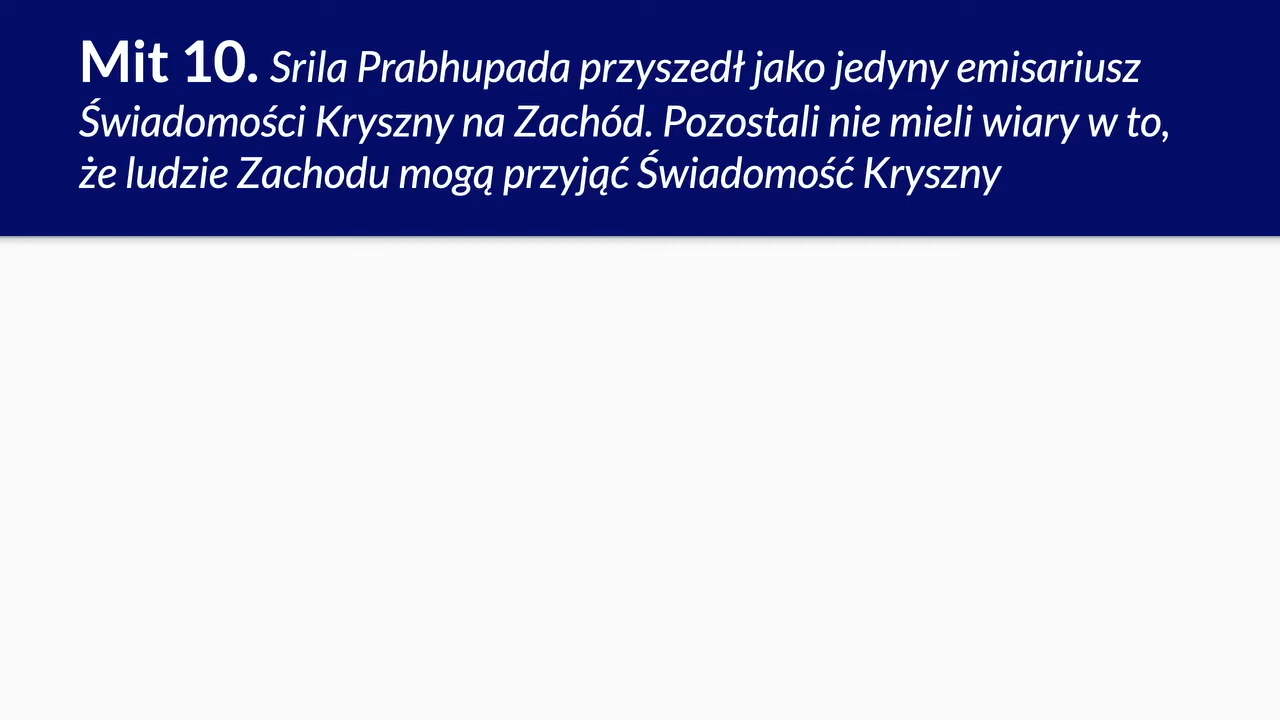 Mit 10. Srila Prabhupada przyszedł jako jedyny emisariusz
Świadomości Kryszny na Zachód. Pozostali nie mieli wiary w to,
że ludzie Zachodu mogą przyjąć Świadomość Kryszny